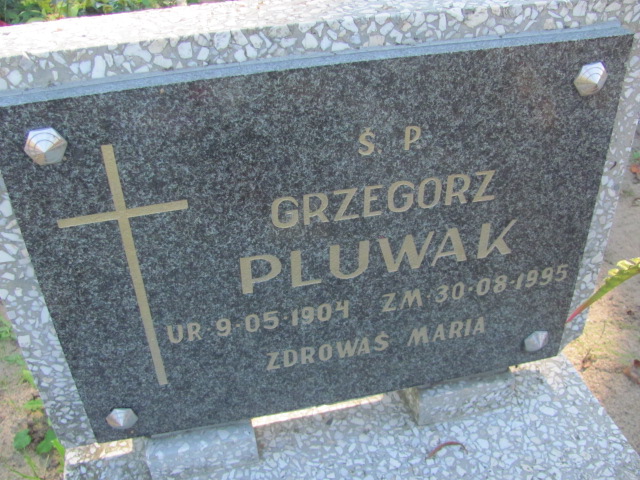 Ś. P.
GRZEGORZ
PLUWAK
UR 9·05·1904 ZM·30·08·1995
ZDROWAŚ MARIA